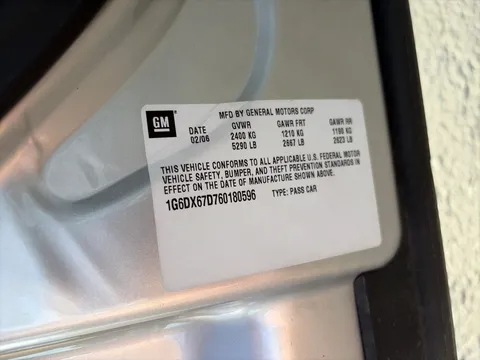 GM
MFD BY GENERAL MOTORS CORP
DATE GVWR GAWR FRT GAWR RR
02/06 2400 KG 1210 KG 1190 KG
5290 LB 2667 LB 2623 LB
THIS VEHICLE CONFORMS TO ALL APPLICABLE U.S. FEDERAL MOTOR
VEHICLE SAFETY, BUMPER, AND THEFT PREVENTION STANDARDS IN
EFFECT ON THE DATE OF MANUFACTURE SHOWN ABOVE.
1G6DX67D760180596 TYPE: PASS CAR